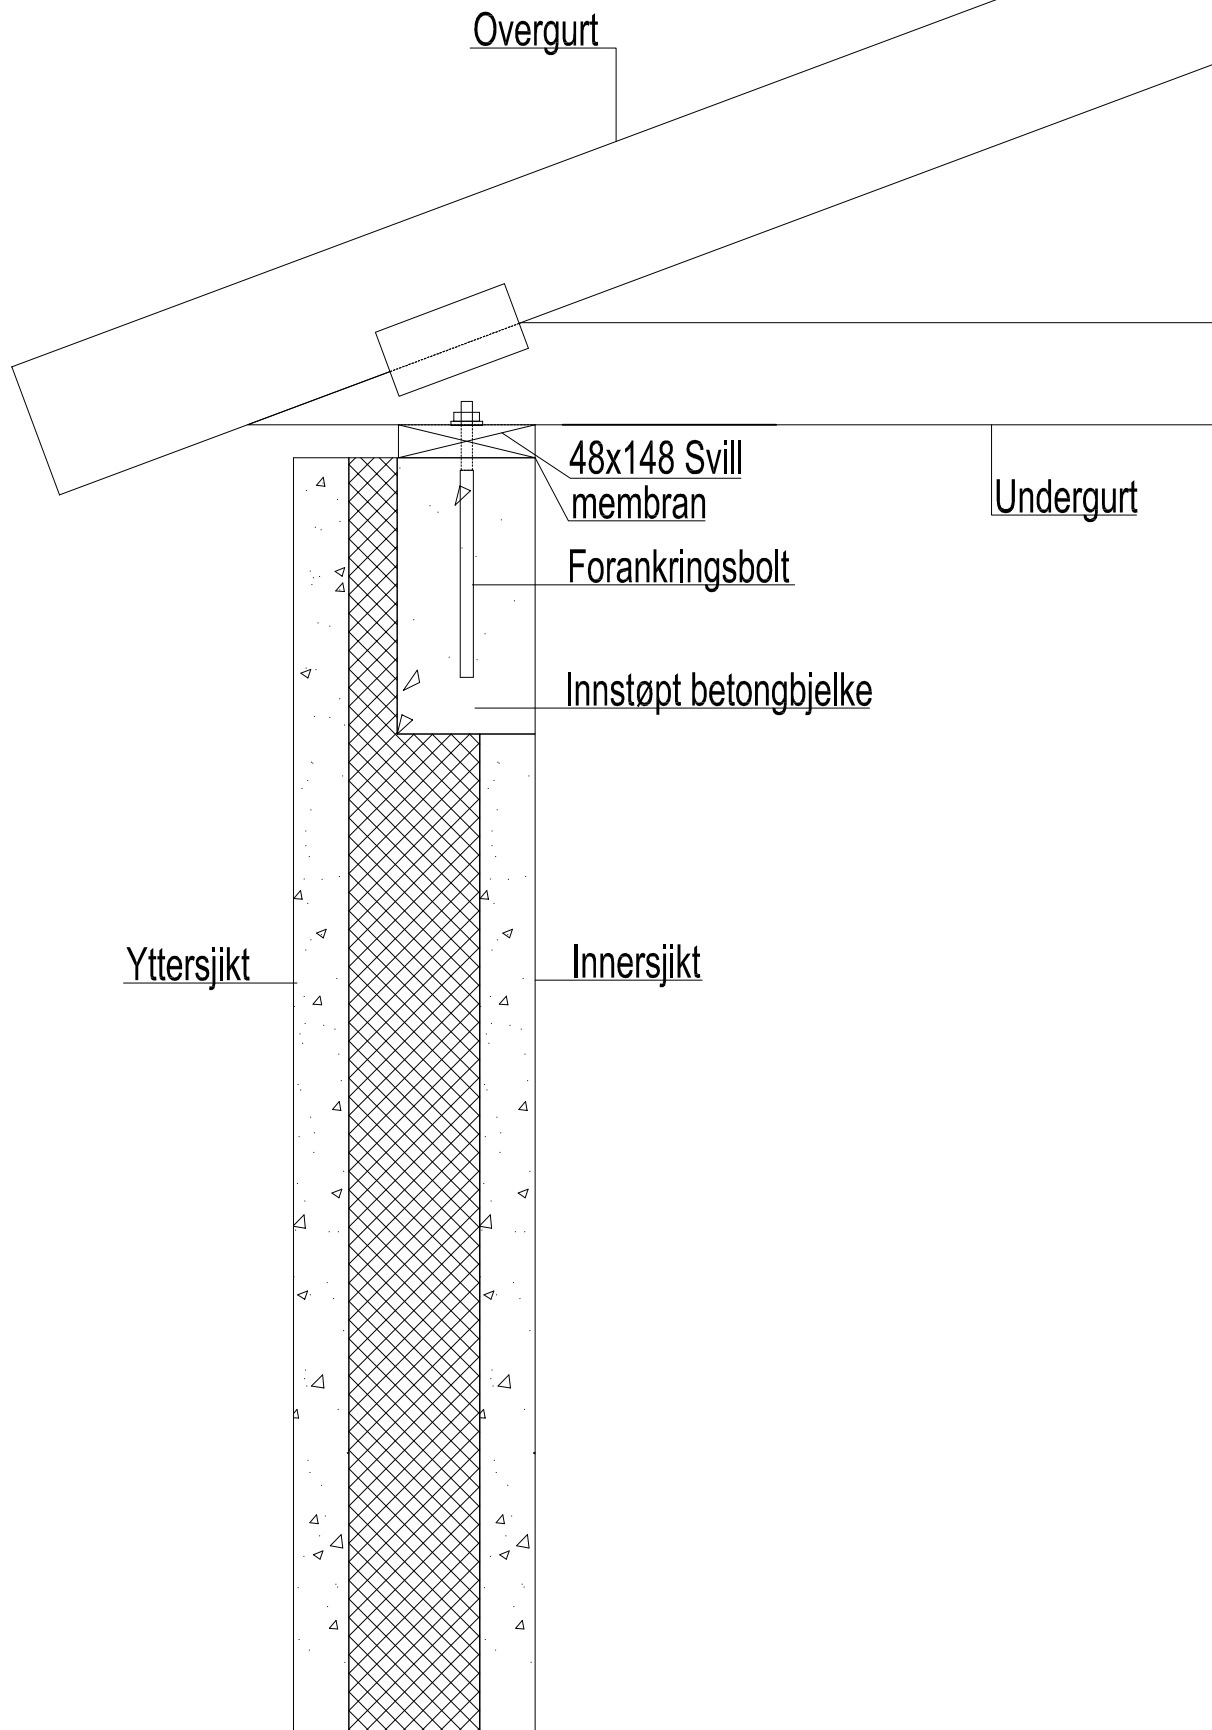 Overgurt
48x148 Svill
membran
Undergurt
Forankringsbolt
Innstøpt betongbjelke
Yttersjikt
Innersjikt